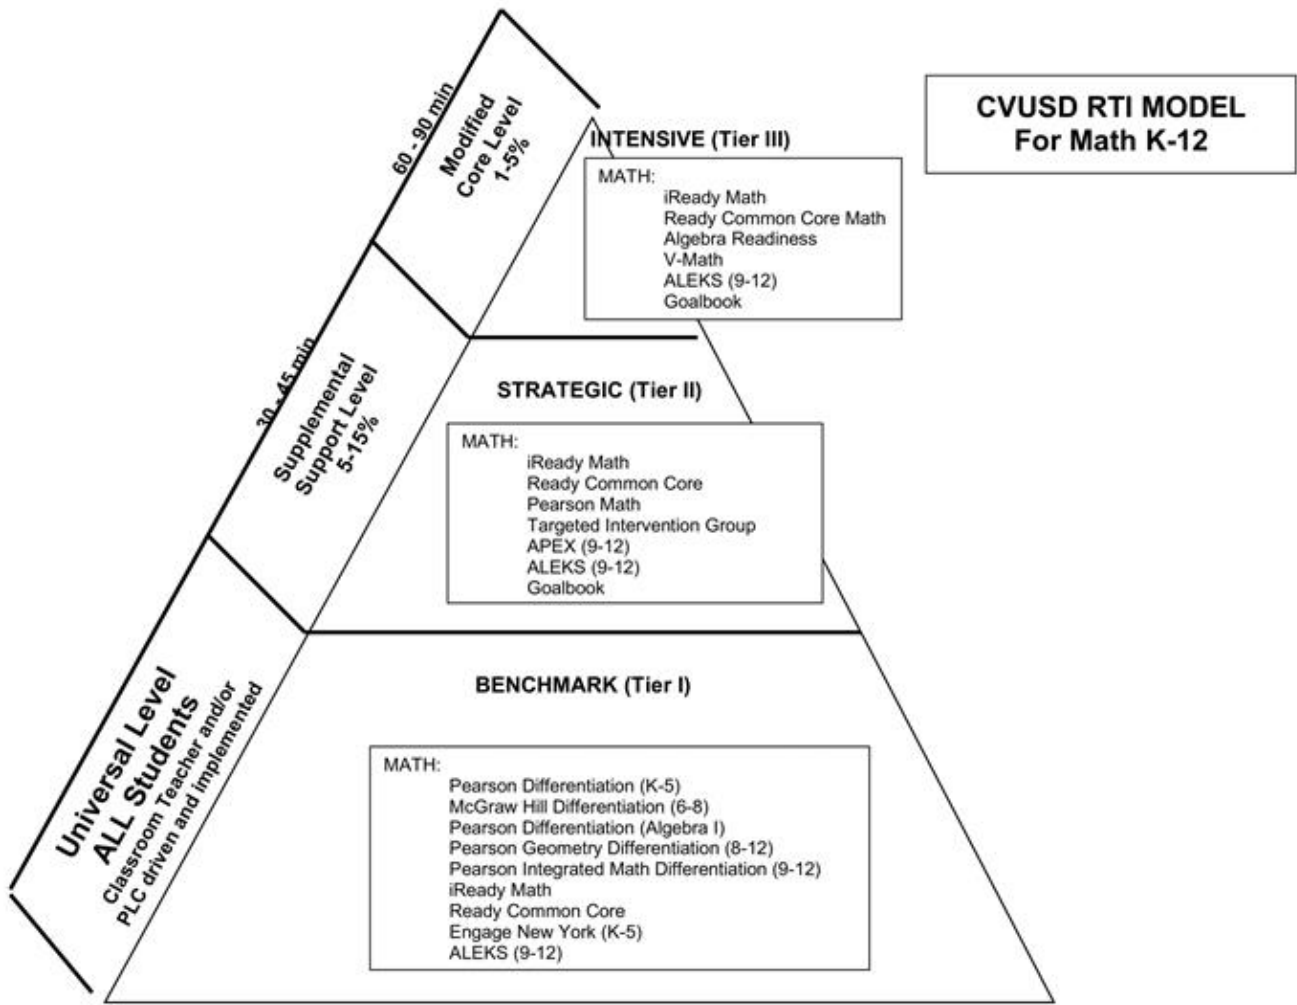 CVUSD RTI MODEL
For Math K-12
60 - 90 min
Modified
Core Level
1-5%
INTENSIVE (Tier III)
MATH:
iReady Math
Ready Common Core Math
Algebra Readiness
V-Math
ALEKS (9-12)
Goalbook
30 - 45 min
Supplemental
Support Level
5-15%
STRATEGIC (Tier II)
MATH:
iReady Math
Ready Common Core
Pearson Math
Targeted Intervention Group
APEX (9-12)
ALEKS (9-12)
Goalbook
Universal Level
ALL Students
Classroom Teacher and/or
PLC driven and implemented
BENCHMARK (Tier I)
MATH:
Pearson Differentiation (K-5)
McGraw Hill Differentiation (6-8)
Pearson Differentiation (Algebra I)
Pearson Geometry Differentiation (8-12)
Pearson Integrated Math Differentiation (9-12)
iReady Math
Ready Common Core
Engage New York (K-5)
ALEKS (9-12)